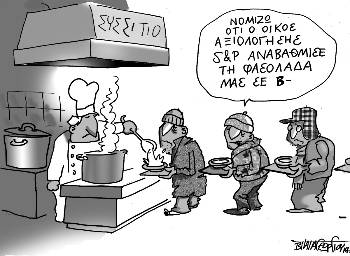 ΣΥΣΣΙΤΙΟ
ΝΟΜΙΖΩ
ΟΤΙ Ο ΟΙΚΟΣ
ΑΞΙΟΛΟΓΗΣΗΣ
S&P ΑΝΑΒΑΘΜΙΣΕ
ΤΗ ΦΑΣΟΛΑΔΑ
ΜΑΣ ΣΕ Β-